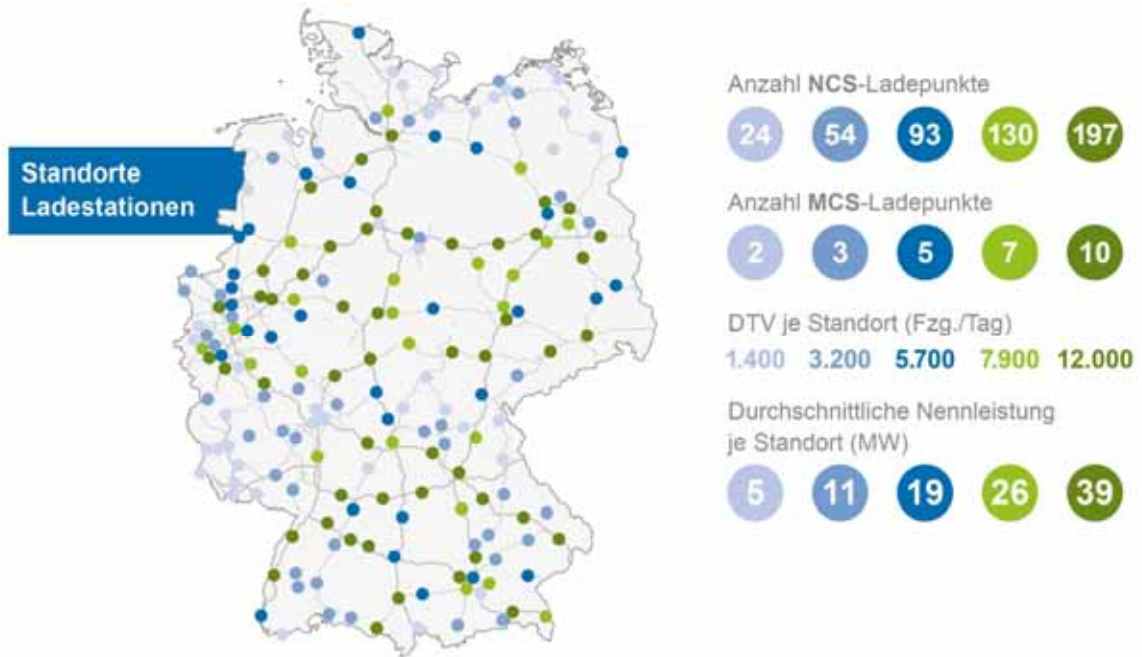 Standorte
Ladestationen
Anzahl NCS-Ladepunkte
24 54 93 130 197
Anzahl MCS-Ladepunkte
2 3 5 7 10
DTV je Standort (Fzg./Tag)
1.400 3.200 5.700 7.900 12.000
Durchschnittliche Nennleistung
je Standort (MW)
5 11 19 26 39